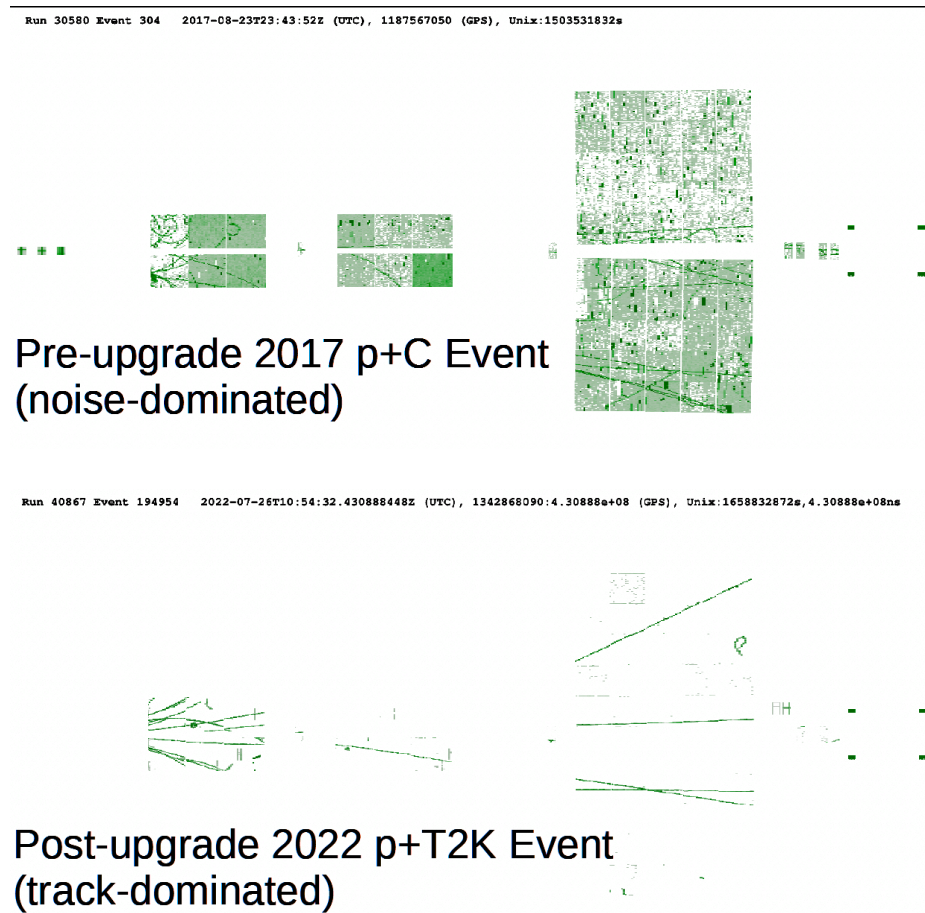 Run 30580 Event 304   2017-08-23T23:43:52Z (UTC), 1187567050 (GPS), Unix:1503531832s
Pre-upgrade 2017 p+C Event
(noise-dominated)
Run 40867 Event 194954   2022-07-26T10:54:32.430888448Z (UTC), 1342868090:4.30888e+08 (GPS), Unix:1658832872s,4.30888e+08ns
Post-upgrade 2022 p+T2K Event
(track-dominated)